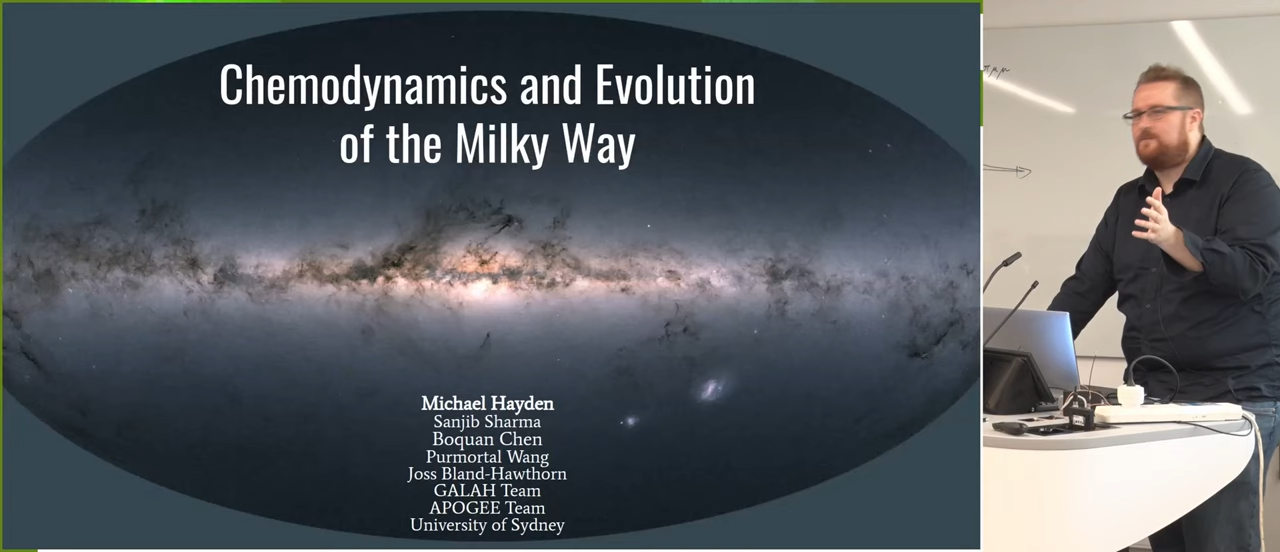 Chemodynamics and Evolution
of the Milky Way
Michael Hayden
Sanjib Sharma
Boquan Chen
Purmortal Wang
Joss Bland-Hawthorn
GALAH Team
APOGEE Team
University of Sydney